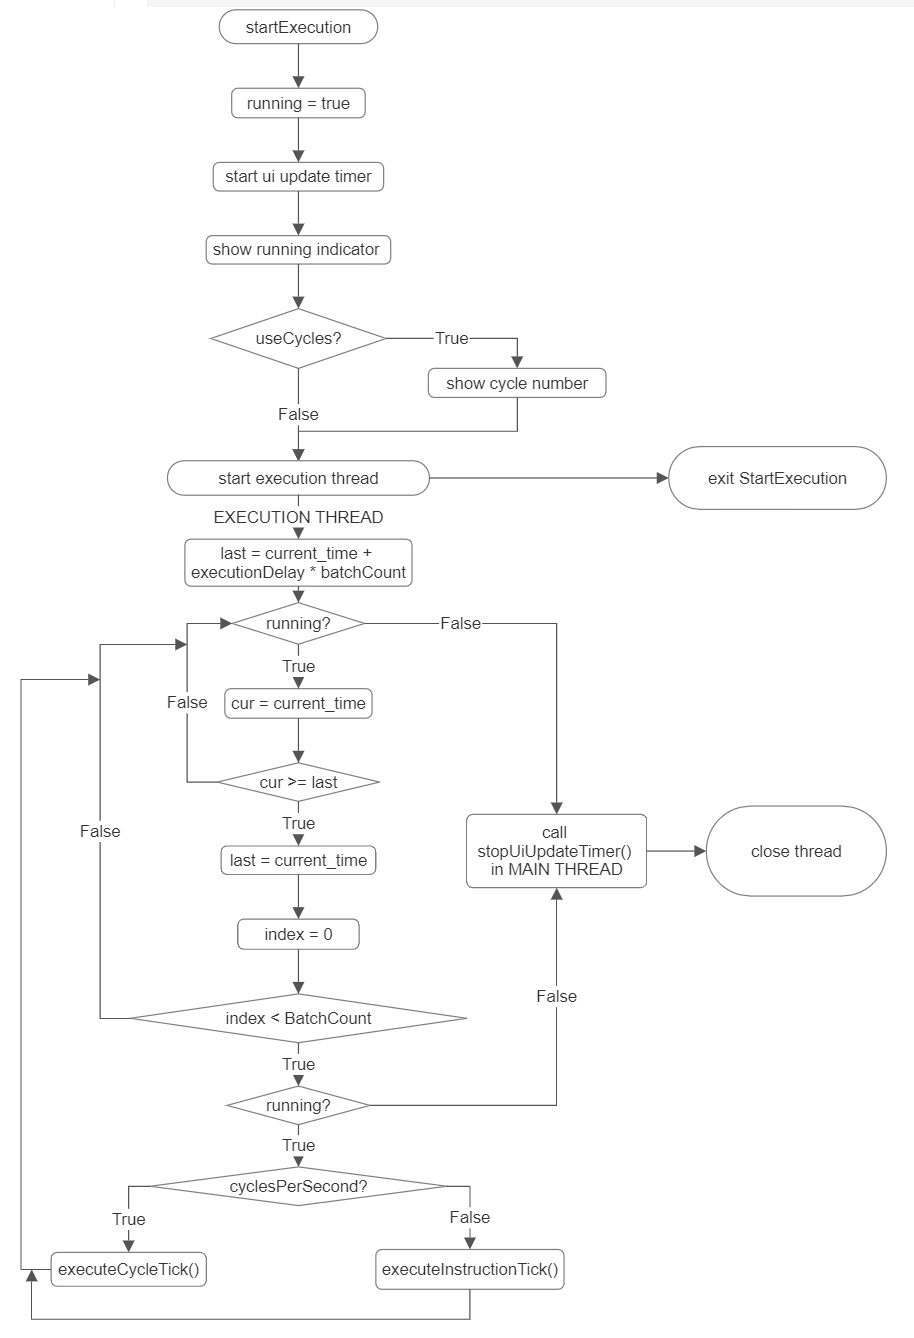 startExecution
running = true
start ui update timer
show running indicator
useCycles?
True
show cycle number
False
start execution thread
exit StartExecution
EXECUTION THREAD
last = current_time +
executionDelay * batchCount
running?
False
True
False
cur = current_time
cur >= last
True
call
stopUiUpdateTimer()
in MAIN THREAD
close thread
False
last = current_time
index = 0
False
index < BatchCount
True
running?
True
cyclesPerSecond?
True
False
executeCycleTick()
executeInstructionTick()